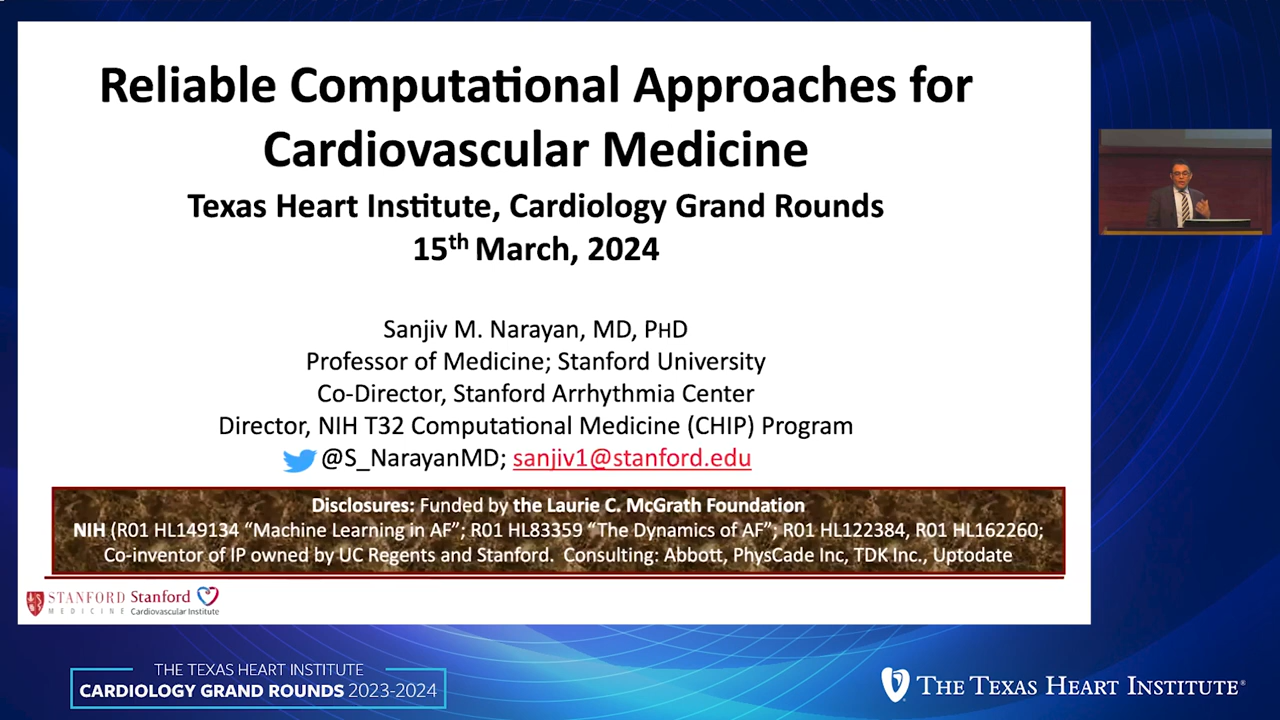 Reliable Computational Approaches for
Cardiovascular Medicine
Texas Heart Institute, Cardiology Grand Rounds
15th March, 2024
Sanjiv M. Narayan, MD, PHD
Professor of Medicine; Stanford University
Co-Director, Stanford Arrhythmia Center
Director, NIH T32 Computational Medicine (CHIP) Program
@S_NarayanMD; sanjiv1@stanford.edu
Disclosures: Funded by the Laurie C. McGrath Foundation
NIH (R01 HL149134 “Machine Learning in AF”; R01 HL83359 “The Dynamics of AF”; R01 HL122384, R01 HL162260;
Co-inventor of IP owned by UC Regents and Stanford. Consulting: Abbott, PhysCade Inc, TDK Inc., Uptodate
STANFORD
MEDICINE
Stanford
Cardiovascular Institute
THE TEXAS HEART INSTITUTE
CARDIOLOGY GRAND ROUNDS 2023-2024
THE TEXAS HEART INSTITUTE®